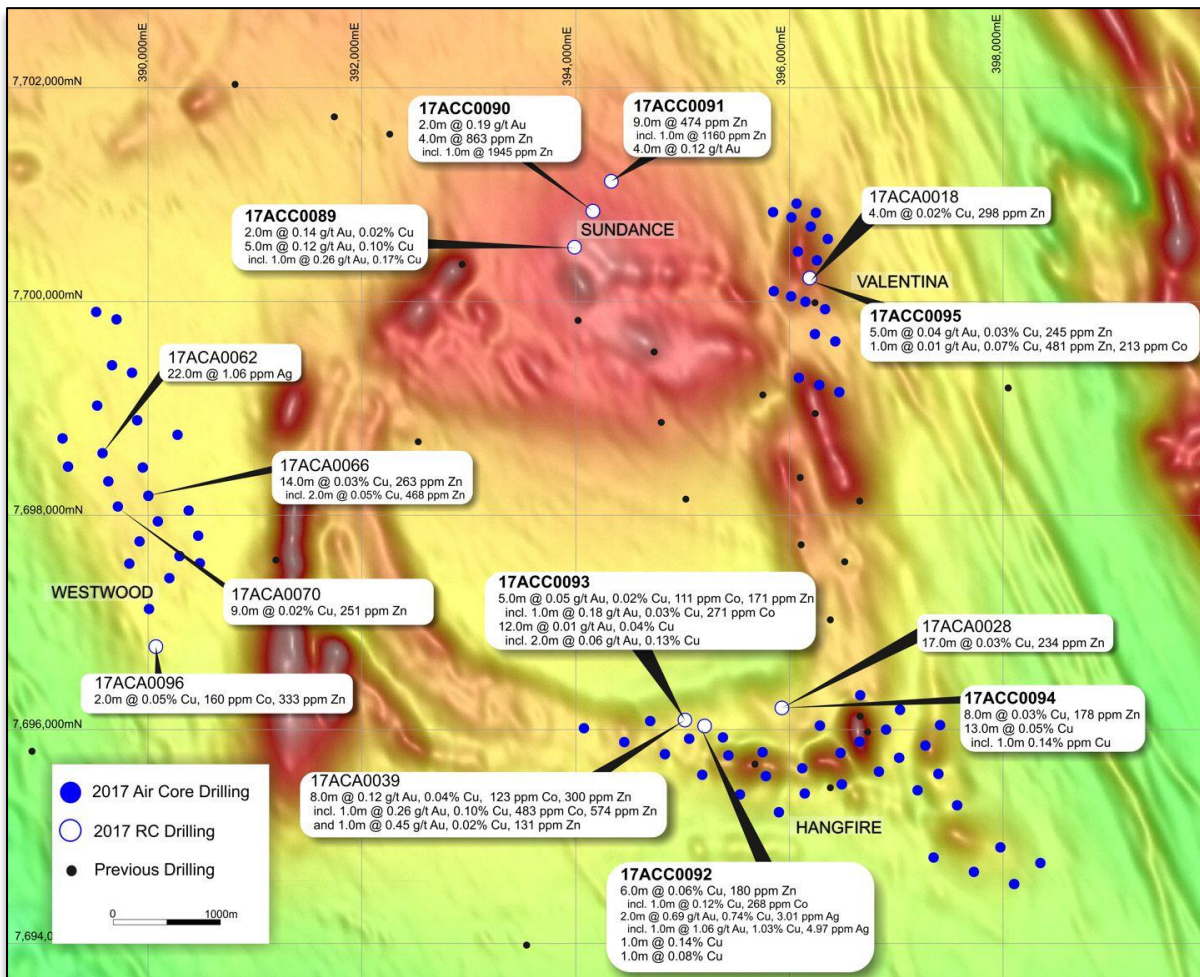 390,000mE
392,000mE
394,000mE
396,000mE
398,000mE
7,702,000mN
7,700,000mN
7,698,000mN
7,696,000mN
7,694,0
17ACC0090
2.0m @ 0.19 g/t Au
4.0m @ 863 ppm Zn
incl. 1.0m @ 1945 ppm Zn
17ACC0091
9.0m @ 474 ppm Zn
incl. 1.0m @ 1160 ppm Zn
4.0m @ 0.12 g/t Au
17ACC0089
2.0m @ 0.14 g/t Au, 0.02% Cu
5.0m @ 0.12 g/t Au, 0.10% Cu
incl. 1.0m @ 0.26 g/t Au, 0.17% Cu
SUNDANCE
17ACA0018
4.0m @ 0.02% Cu, 298 ppm Zn
VALENTINA
17ACC0095
5.0m @ 0.04 g/t Au, 0.03% Cu, 245 ppm Zn
1.0m @ 0.01 g/t Au, 0.07% Cu, 481 ppm Zn, 213 ppm Co
17ACA0062
22.0m @ 1.06 ppm Ag
17ACA0066
14.0m @ 0.03% Cu, 263 ppm Zn
incl. 2.0m @ 0.05% Cu, 468 ppm Zn
17ACA0070
9.0m @ 0.02% Cu, 251 ppm Zn
WESTWOOD
17ACA0096
2.0m @ 0.05% Cu, 160 ppm Co, 333 ppm Zn
17ACC0093
5.0m @ 0.05 g/t Au, 0.02% Cu, 111 ppm Co, 171 ppm Zn
incl. 1.0m @ 0.18 g/t Au, 0.03% Cu, 271 ppm Co
12.0m @ 0.01 g/t Au, 0.04% Cu
incl. 2.0m @ 0.06 g/t Au, 0.13% Cu
17ACA0028
17.0m @ 0.03% Cu, 234 ppm Zn
17ACC0094
8.0m @ 0.03% Cu, 178 ppm Zn
13.0m @ 0.05% Cu
incl. 1.0m 0.14% ppm Cu
17ACA0039
8.0m @ 0.12 g/t Au, 0.04% Cu, 123 ppm Co, 300 ppm Zn
incl. 1.0m @ 0.26 g/t Au, 0.10% Cu, 483 ppm Co, 574 ppm Zn
and 1.0m @ 0.45 g/t Au, 0.02% Cu, 131 ppm Zn
HANGFIRE
17ACC0092
6.0m @ 0.06% Cu, 180 ppm Zn
incl. 1.0m @ 0.12% Cu, 268 ppm Co
2.0m @ 0.69 g/t Au, 0.74% Cu, 3.01 ppm Ag
incl. 1.0m @ 1.06 g/t Au, 1.03% Cu, 4.97 ppm Ag
1.0m @ 0.14% Cu
1.0m @ 0.08% Cu
2017 Air Core Drilling
2017 RC Drilling
Previous Drilling
0 1000m